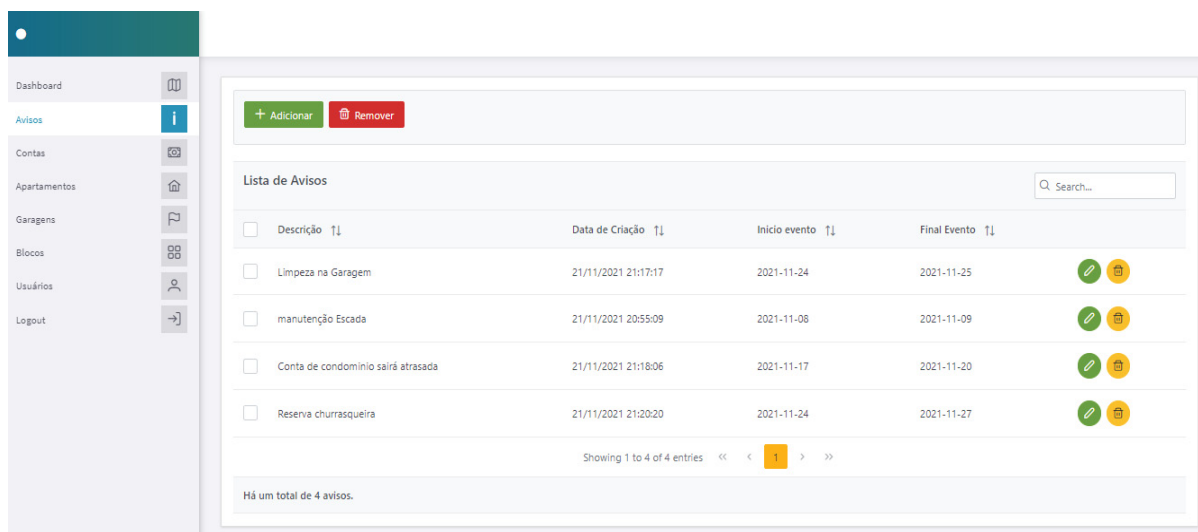 Dashboard
Avisos
Contas
Apartamentos
Garagens
Blocos
Usuários
Logout
Adicionar Remover
Lista de Avisos Search...
Descrição Data de Criação Inicio evento Final Evento
Limpeza na Garagem 21/11/2021 21:17:17 2021-11-24 2021-11-25
manutenção Escada 21/11/2021 20:55:09 2021-11-08 2021-11-09
Conta de condominio sairá atrasada 21/11/2021 21:18:06 2021-11-17 2021-11-20
Reserva churrasqueira 21/11/2021 21:20:20 2021-11-24 2021-11-27
Showing 1 to 4 of 4 entries << < 1 > >>
Há um total de 4 avisos.